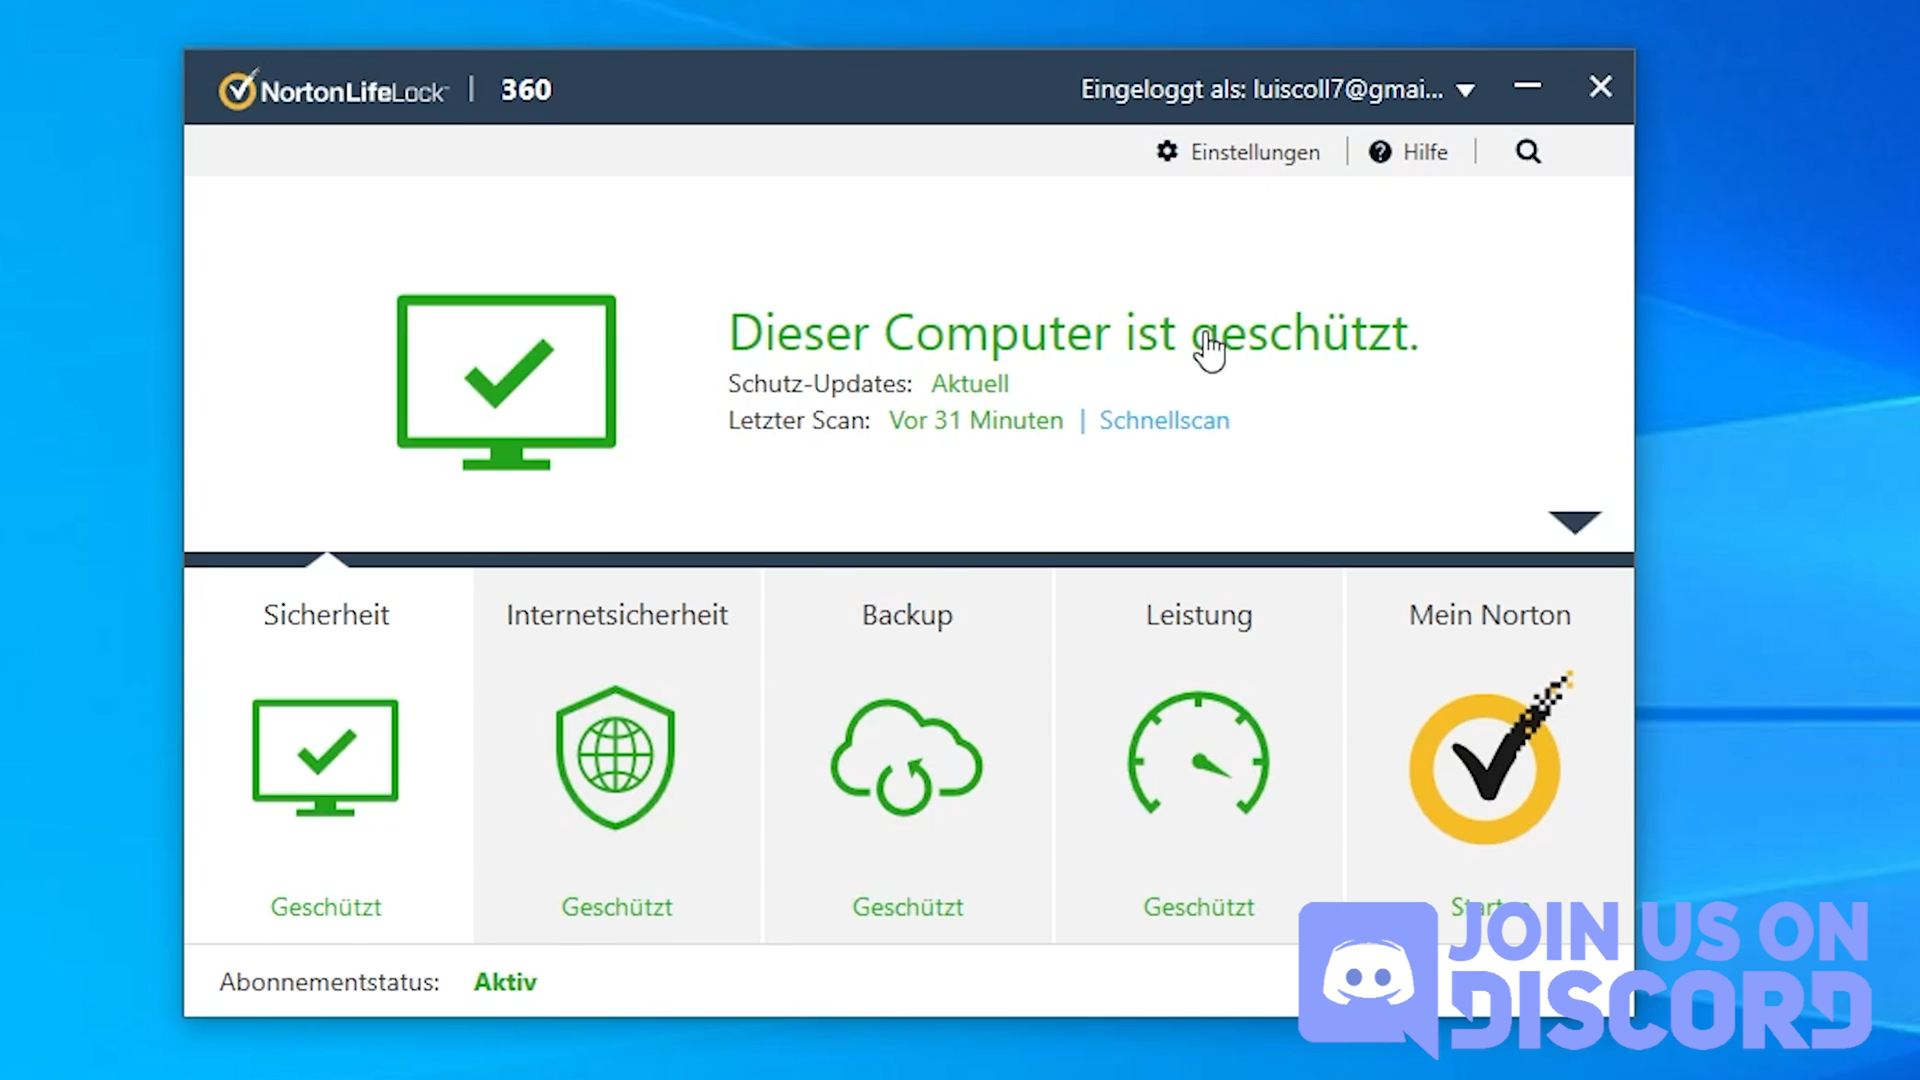 NortonLifeLock | 360
Eingeloggt als: luiscoll7@gmai...
Einstellungen | Hilfe |
Dieser Computer ist geschützt.
Schutz-Updates: Aktuell
Letzter Scan: Vor 31 Minuten | Schnellscan
Sicherheit
Internetsicherheit
Backup
Leistung
Mein Norton
Geschützt
Geschützt
Geschützt
Geschützt
Abonnementstatus: Aktiv
JOIN US ON
DISCORD